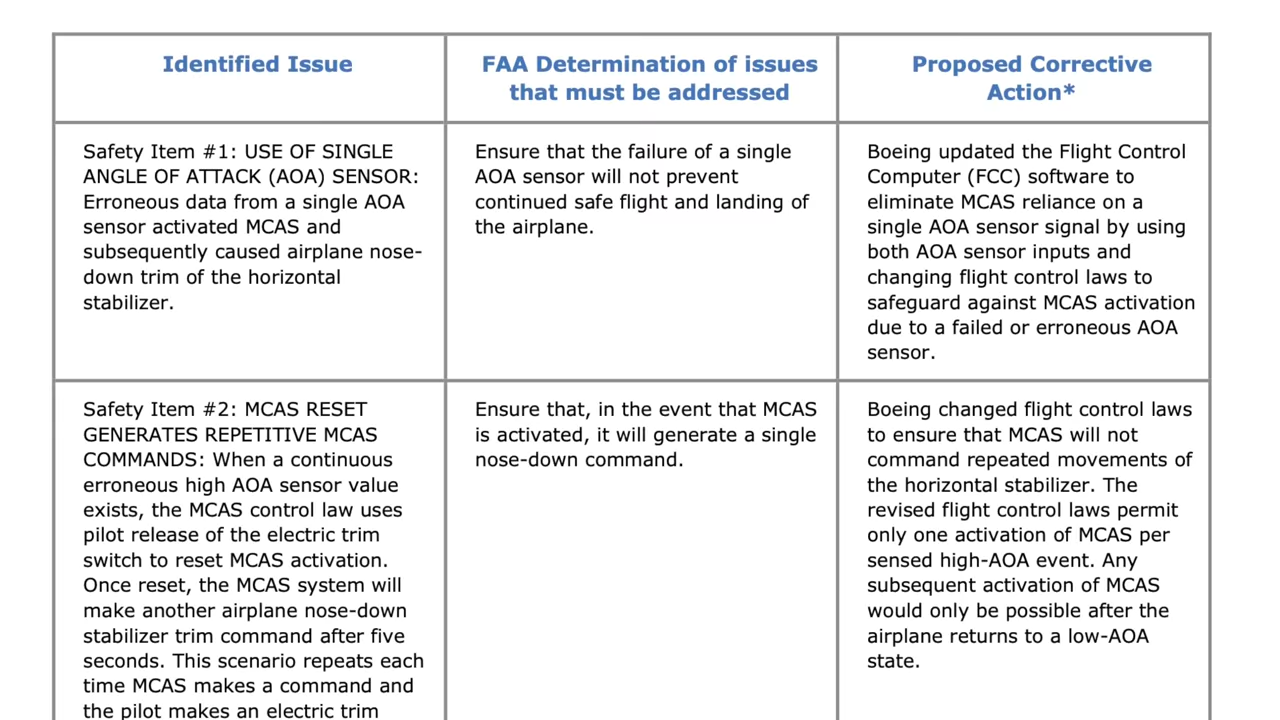 Identified Issue
FAA Determination of issues
that must be addressed
Proposed Corrective
Action*
Safety Item #1: USE OF SINGLE
ANGLE OF ATTACK (AOA) SENSOR:
Erroneous data from a single AOA
sensor activated MCAS and
subsequently caused airplane nose-
down trim of the horizontal
stabilizer.
Ensure that the failure of a single
AOA sensor will not prevent
continued safe flight and landing of
the airplane.
Boeing updated the Flight Control
Computer (FCC) software to
eliminate MCAS reliance on a
single AOA sensor signal by using
both AOA sensor inputs and
changing flight control laws to
safeguard against MCAS activation
due to a failed or erroneous AOA
sensor.
Safety Item #2: MCAS RESET
GENERATES REPETITIVE MCAS
COMMANDS: When a continuous
erroneous high AOA sensor value
exists, the MCAS control law uses
pilot release of the electric trim
switch to reset MCAS activation.
Once reset, the MCAS system will
make another airplane nose-down
stabilizer trim command after five
seconds. This scenario repeats each
time MCAS makes a command and
the pilot makes an electric trim
Ensure that, in the event that MCAS
is activated, it will generate a single
nose-down command.
Boeing changed flight control laws
to ensure that MCAS will not
command repeated movements of
the horizontal stabilizer. The
revised flight control laws permit
only one activation of MCAS per
sensed high-AOA event. Any
subsequent activation of MCAS
would only be possible after the
airplane returns to a low-AOA
state.